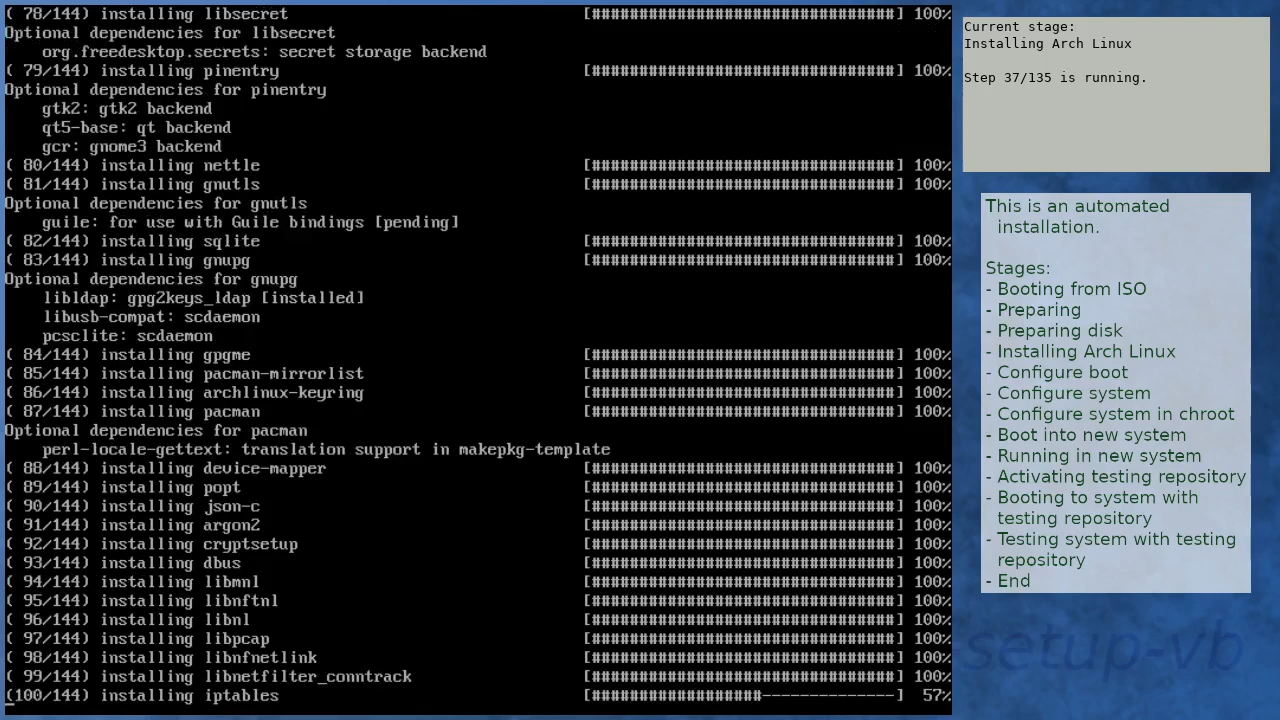 ( 78/144) installing libsecret [################################] 100%
Optional dependencies for libsecret
    org.freedesktop.secrets: secret storage backend
( 79/144) installing pinentry [################################] 100%
Optional dependencies for pinentry
    gtk2: gtk2 backend
    qt5-base: qt backend
    gcr: gnome3 backend
( 80/144) installing nettle [################################] 100%
( 81/144) installing gnutls [################################] 100%
Optional dependencies for gnutls
    guile: for use with Guile bindings [pending]
( 82/144) installing sqlite [################################] 100%
( 83/144) installing gnupg [################################] 100%
Optional dependencies for gnupg
    libldap: gpg2keys_ldap [installed]
    libusb-compat: scdaemon
    pcsclite: scdaemon
( 84/144) installing gpgme [################################] 100%
( 85/144) installing pacman-mirrorlist [################################] 100%
( 86/144) installing archlinux-keyring [################################] 100%
( 87/144) installing pacman [################################] 100%
Optional dependencies for pacman
    perl-locale-gettext: translation support in makepkg-template
( 88/144) installing device-mapper [################################] 100%
( 89/144) installing popt [################################] 100%
( 90/144) installing json-c [################################] 100%
( 91/144) installing argon2 [################################] 100%
( 92/144) installing cryptsetup [################################] 100%
( 93/144) installing dbus [################################] 100%
( 94/144) installing libmnl [################################] 100%
( 95/144) installing libnftnl [################################] 100%
( 96/144) installing libnl [################################] 100%
( 97/144) installing libpcap [################################] 100%
( 98/144) installing libnfnetlink [################################] 100%
( 99/144) installing libnetfilter_conntrack [################################] 100%
(100/144) installing iptables [##################--------------] 57%
Current stage:
Installing Arch Linux
Step 37/135 is running.
This is an automated
installation.
Stages:
- Booting from ISO
- Preparing
- Preparing disk
- Installing Arch Linux
- Configure boot
- Configure system
- Configure system in chroot
- Boot into new system
- Running in new system
- Activating testing repository
- Booting to system with
testing repository
- Testing system with testing
repository
- End
setup-vb